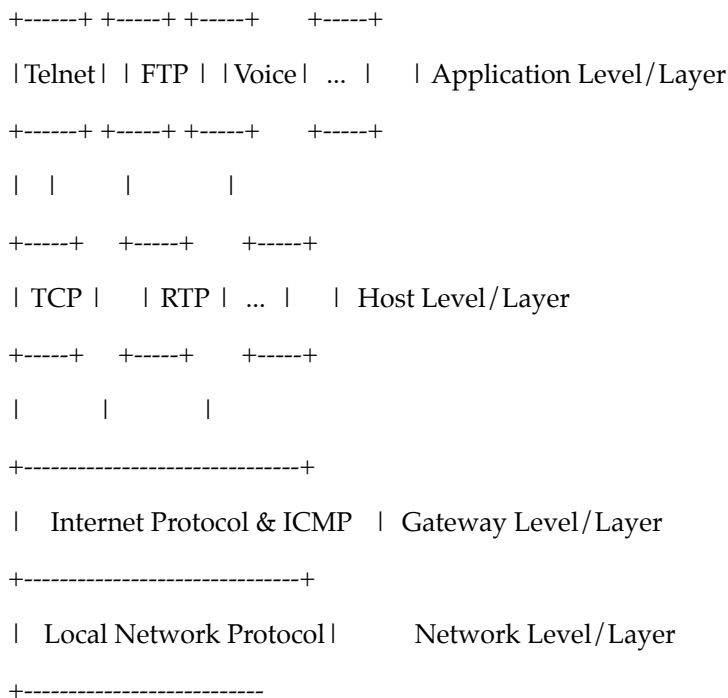 +------+ +-----+ +-----+ +-----+
|Telnet| | FTP | |Voice| ... | | Application Level/Layer
+------+ +-----+ +-----+ +-----+
| | | |
+-----+ +-----+ +-----+
| TCP | | RTP | ... | | Host Level/Layer
+-----+ +-----+ +-----+
| | |
+-------------------------------+
| Internet Protocol & ICMP | Gateway Level/Layer
+-------------------------------+
| Local Network Protocol| Network Level/Layer
+---------------------------